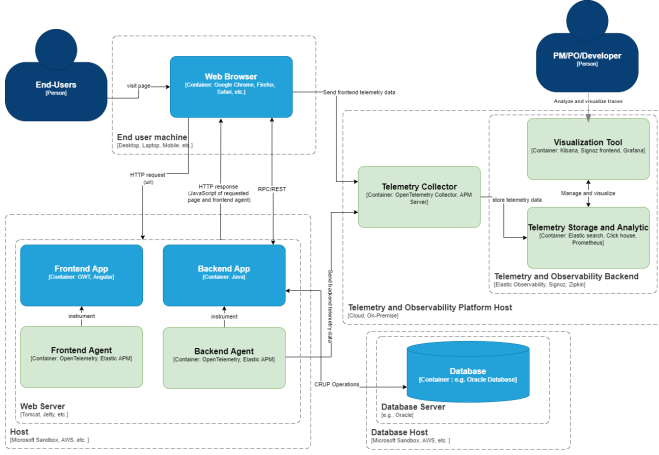 End-Users
[Person]
visit page
Web Browser
[Container: Google Chrome, Firefox,
Safari, etc.]
End user machine
[Desktop, Laptop, Mobile, etc.]
Send frontend telemetry data
PM/PO/Developer
[Person]
Analyze and visualize traces
Visualization Tool
[Container: Kibana, Signoz frontend, Grafana]
Manage and visualize
Telemetry Collector
[Container: OpenTelemetry Collector, APM
Server]
store telemetry data
Telemetry Storage and Analytic
[Container: Elastic search, Click house,
Prometheus]
Telemetry and Observability Backend
[Elastic Observability, Signoz, Zipkin]
Telemetry and Observability Platform Host
[Cloud, On-Premise]
HTTP request
(url)
HTTP response
(JavaScript of requested
page and frontend agent)
RPC/REST
Frontend App
[Container: GWT, Angular]
Backend App
[Container: Java]
instrument
instrument
Send backend telemetry data
Frontend Agent
[Container: OpenTelemetry, Elastic APM]
Backend Agent
[Container: OpenTelemetry, Elastic APM]
CRUP Operations
Web Server
[Tomcat, Jetty, etc.]
Host
[Microsoft Sandbox, AWS, etc. ]
Database
[Container : e.g. Oracle Database]
Database Server
[e.g., Oracle]
Database Host
[Microsoft Sandbox, AWS, etc. ]